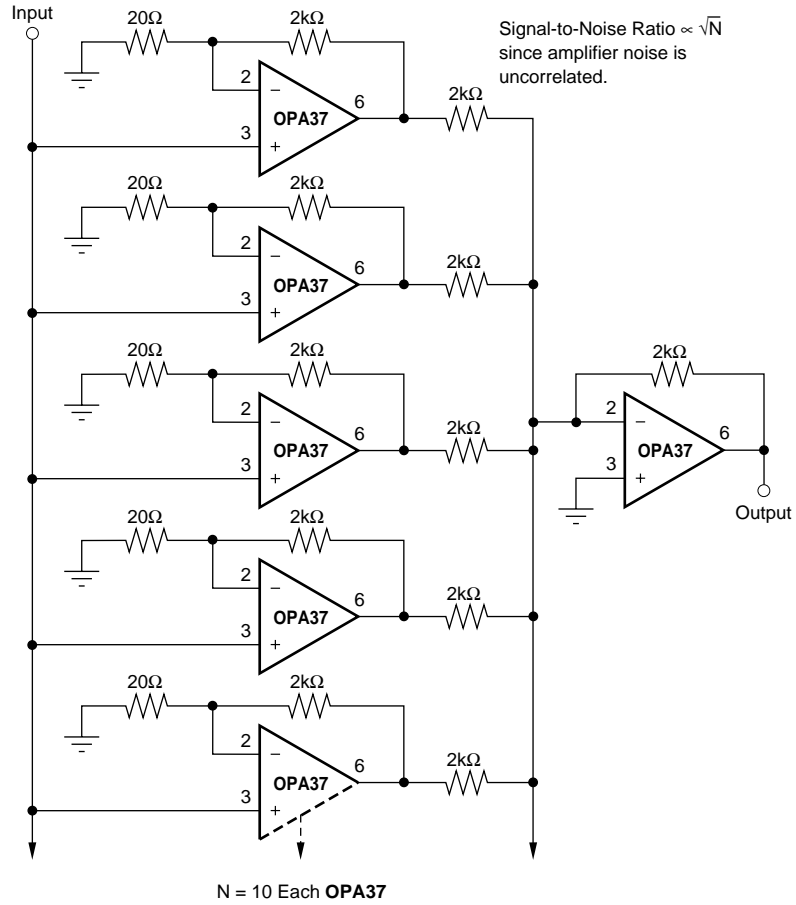 Input
20Ω
2kΩ
Signal-to-Noise Ratio ∝ √N
since amplifier noise is
uncorrelated.
2
3
6
OPA37
2kΩ
20Ω
2kΩ
2
3
6
OPA37
2kΩ
20Ω
2kΩ
2
3
6
OPA37
2kΩ
2kΩ
2
3
6
OPA37
Output
20Ω
2kΩ
2
3
6
OPA37
2kΩ
20Ω
2kΩ
2
3
6
OPA37
2kΩ
N = 10 Each OPA37